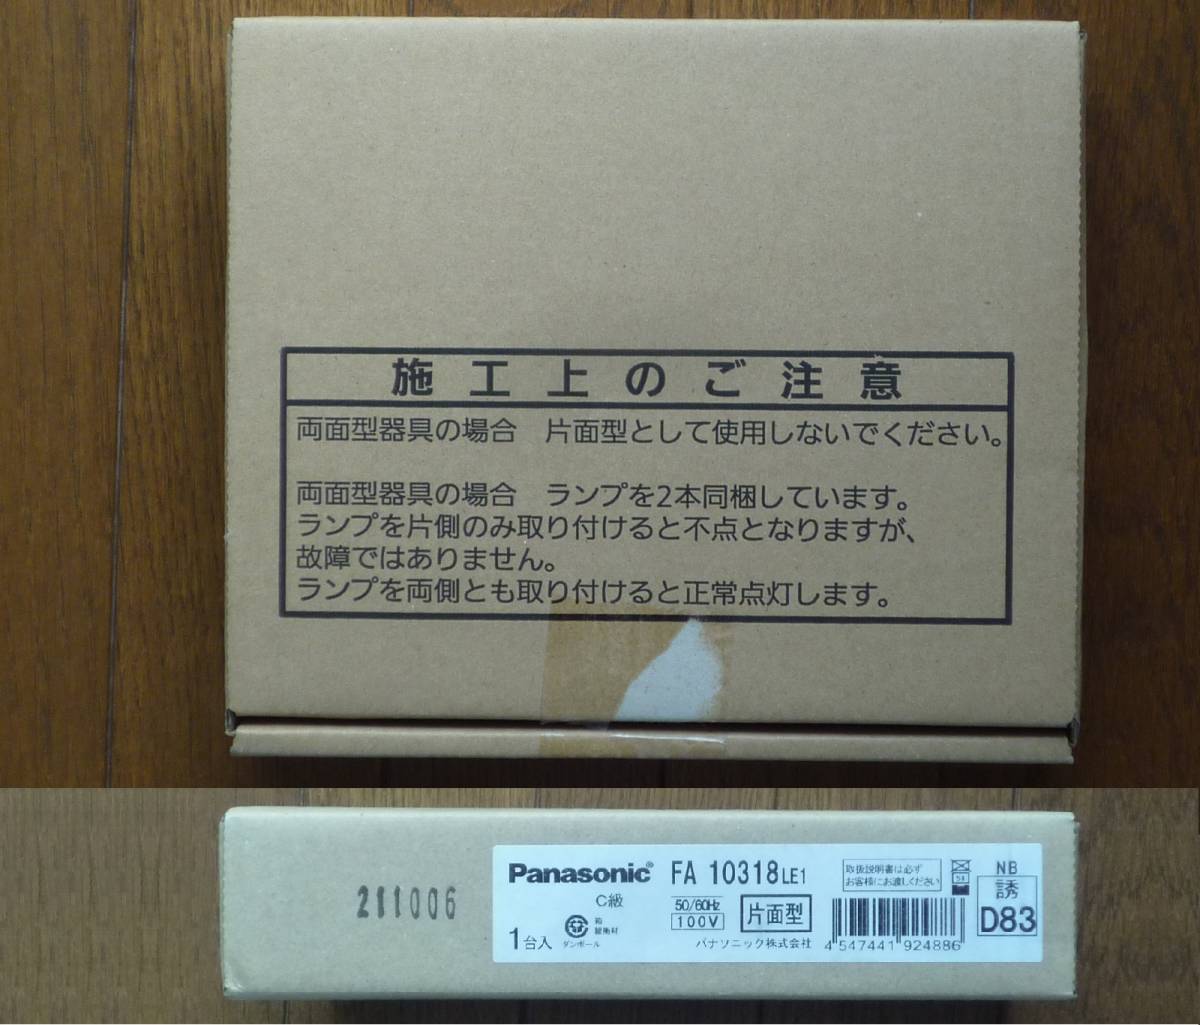 施工上のご注意
両面型器具の場合　片面型として使用しないでください。
両面型器具の場合　ランプを2本同梱しています。
ランプを片側のみ取り付けると不点となりますが、
故障ではありません。
ランプを両側とも取り付けると正常点灯します。
211006
Panasonic® FA 10318 LE1
C級
1台入
箱
緩衝材
ダンボール
50/60Hz
100V
片面型
パナソニック株式会社
取扱説明書は必ず
お客様にお渡しください
4 547441 924886
NB
誘
D83